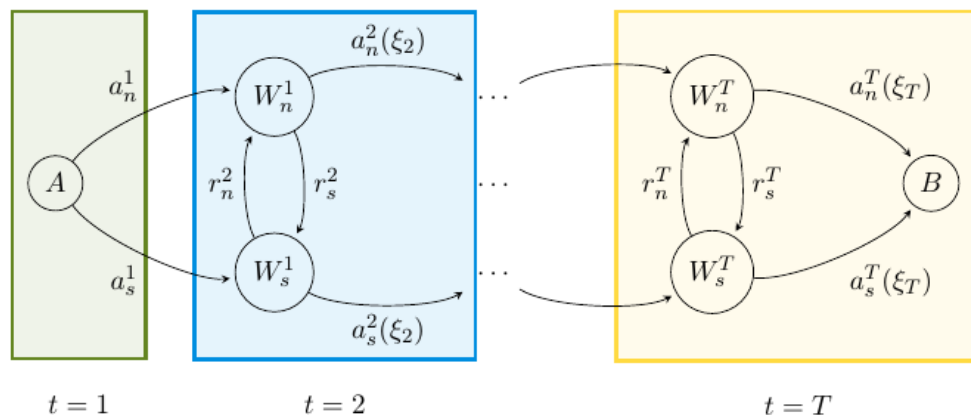 a_n^2(ξ_2)
a_n^1 W_n^1 ... W_n^T a_n^T(ξ_T)
A r_n^2 r_s^2 ... r_n^T r_s^T B
a_s^1 W_s^1 ... W_s^T a_s^T(ξ_T)
a_s^2(ξ_2)
t = 1 t = 2 t = T